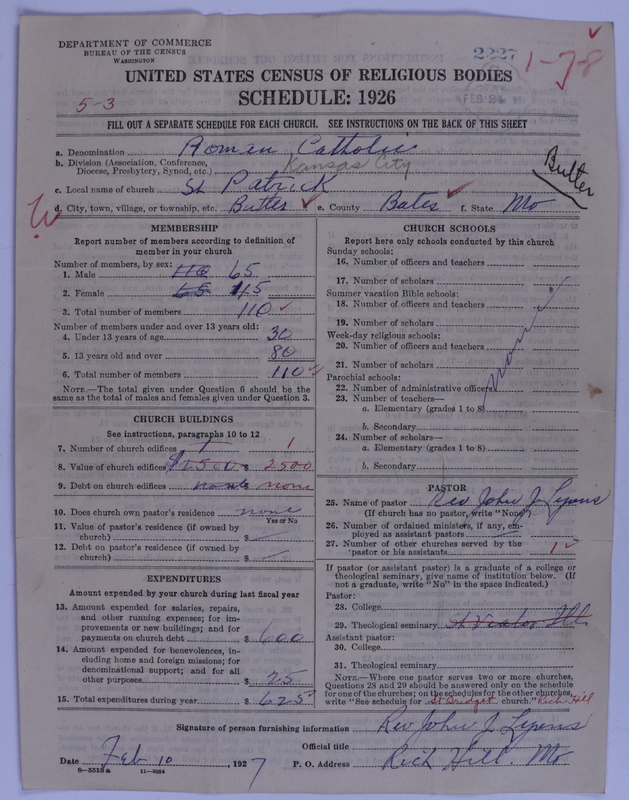 DEPARTMENT OF COMMERCE
BUREAU OF THE CENSUS
WASHINGTON
2227
1-78
UNITED STATES CENSUS OF RELIGIOUS BODIES
SCHEDULE: 1926
5-3
FILL OUT A SEPARATE SCHEDULE FOR EACH CHURCH. SEE INSTRUCTIONS ON THE BACK OF THIS SHEET
a. Denomination Roman Catholic
b. Division (Association, Conference, Diocese, Presbytery, Synod, etc.) Kansas City
Butler
c. Local name of church St Patrick
d. City, town, village, or township, etc. Butler e. County Bates f. State Mo
MEMBERSHIP
Report number of members according to definition of member in your church
Number of members, by sex:
1. Male 110 65
2. Female 65 45
3. Total number of members 110
Number of members under and over 13 years old:
4. Under 13 years of age 30
5. 13 years old and over 80
6. Total number of members 110
NOTE.—The total given under Question 6 should be the same as the total of males and females given under Question 3.
CHURCH BUILDINGS
See instructions, paragraphs 10 to 12
7. Number of church edifices 1 1
8. Value of church edifices $2500 $ 2500
9. Debt on church edifices none $ none
10. Does church own pastor's residence none
Yes or No
11. Value of pastor's residence (if owned by church) $
12. Debt on pastor's residence (if owned by church) $
EXPENDITURES
Amount expended by your church during last fiscal year
13. Amount expended for salaries, repairs, and other running expenses; for improvements or new buildings; and for payments on church debt $ 600
14. Amount expended for benevolences, including home and foreign missions; for denominational support; and for all other purposes $ 25
15. Total expenditures during year $ 625
CHURCH SCHOOLS
Report here only schools conducted by this church
Sunday schools:
16. Number of officers and teachers
17. Number of scholars
Summer vacation Bible schools:
18. Number of officers and teachers
19. Number of scholars
Week-day religious schools:
20. Number of officers and teachers
none
21. Number of scholars
Parochial schools:
22. Number of administrative officers
23. Number of teachers—
a. Elementary (grades 1 to 8)
b. Secondary
24. Number of scholars—
a. Elementary (grades 1 to 8)
b. Secondary
PASTOR
25. Name of pastor Rev John J Lyons
(If church has no pastor, write "None")
26. Number of ordained ministers, if any, employed as assistant pastors
27. Number of other churches served by the pastor or his assistants 1
If pastor (or assistant pastor) is a graduate of a college or theological seminary, give name of institution below. (If not a graduate, write "No" in the space indicated.)
Pastor:
28. College
29. Theological seminary St Viator Ill
Assistant pastor:
30. College
31. Theological seminary
NOTE.—Where one pastor serves two or more churches, Questions 28 and 29 should be answered only on the schedule for one of the churches; on the schedules for the other churches, write "See schedule for St Bridget church." Rich Hill
Signature of person furnishing information Rev John J Lyons
Official title
Date Feb 10, 1927 P. O. Address Rich Hill. Mo
8-5518a 11-9054